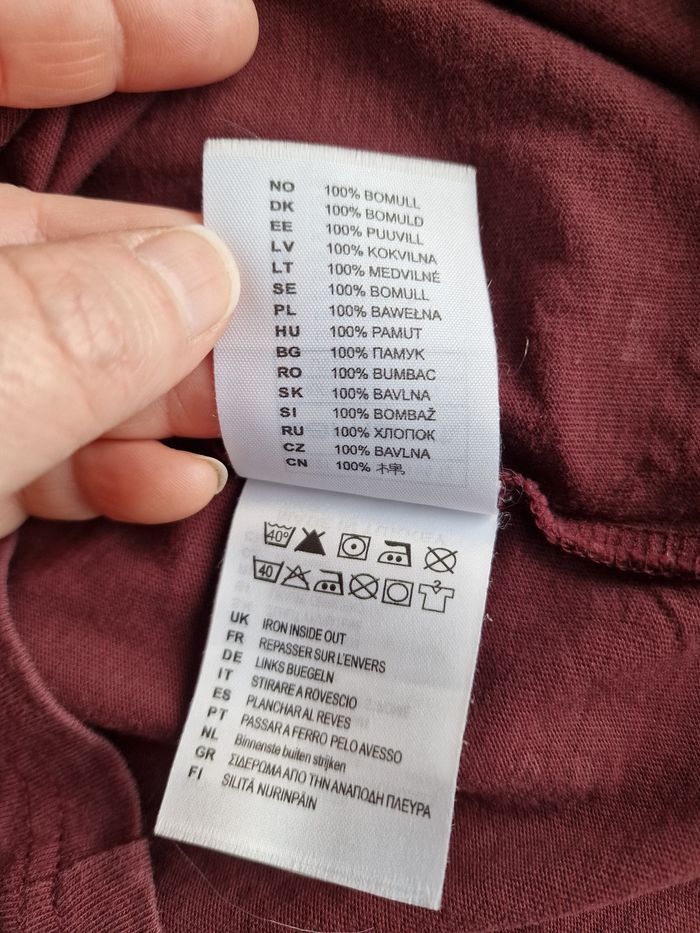 NO 100% BOMULL
DK 100% BOMULD
EE 100% PUUVILL
LV 100% KOKVILNA
LT 100% MEDVILNĖ
SE 100% BOMULL
PL 100% BAWEŁNA
HU 100% PAMUT
BG 100% ПАМУК
RO 100% BUMBAC
SK 100% BAVLNA
SI 100% BOMBAŽ
RU 100% ХЛОПОК
CZ 100% BAVLNA
CN 100%
40°
40 3
UK IRON INSIDE OUT
FR REPASSER SUR L'ENVERS
DE LINKS BUEGELN
IT STIRARE A ROVESCIO
ES PLANCHAR AL REVES
PT PASSAR A FERRO PELO AVESSO
NL Binnenste buiten strijken
GR ΣΙΔΕΡΩΜΑ ΑΠΟ ΤΗΝ ΑΝΑΠΟΔΗ ΠΛΕΥΡΑ
FI SILITÄ NURINPÄIN